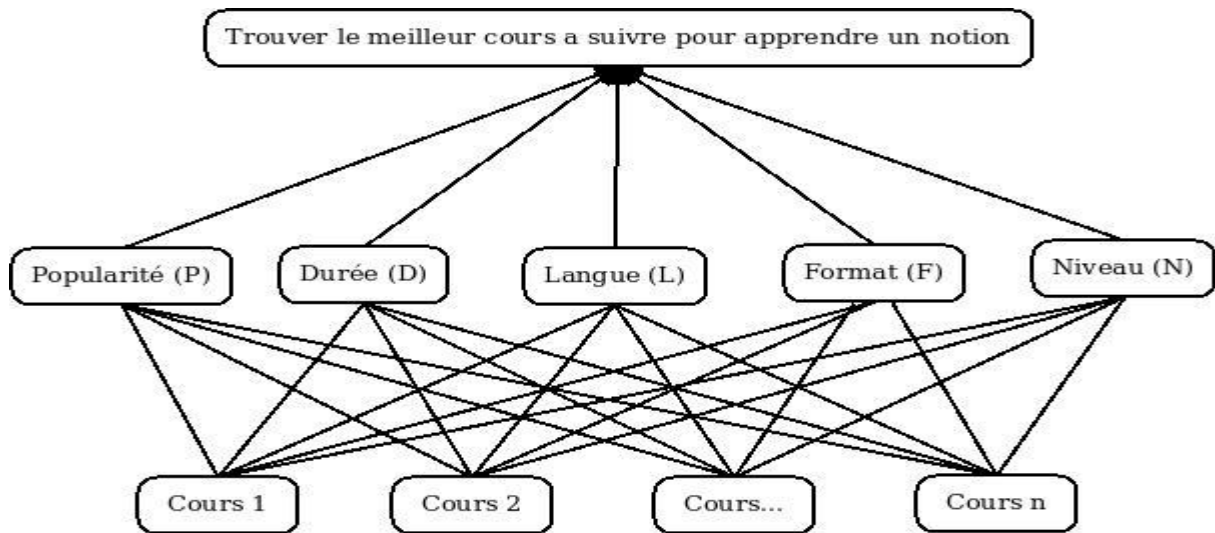 Trouver le meilleur cours a suivre pour apprendre un notion
Popularité (P)
Durée (D)
Langue (L)
Format (F)
Niveau (N)
Cours 1
Cours 2
Cours...
Cours n